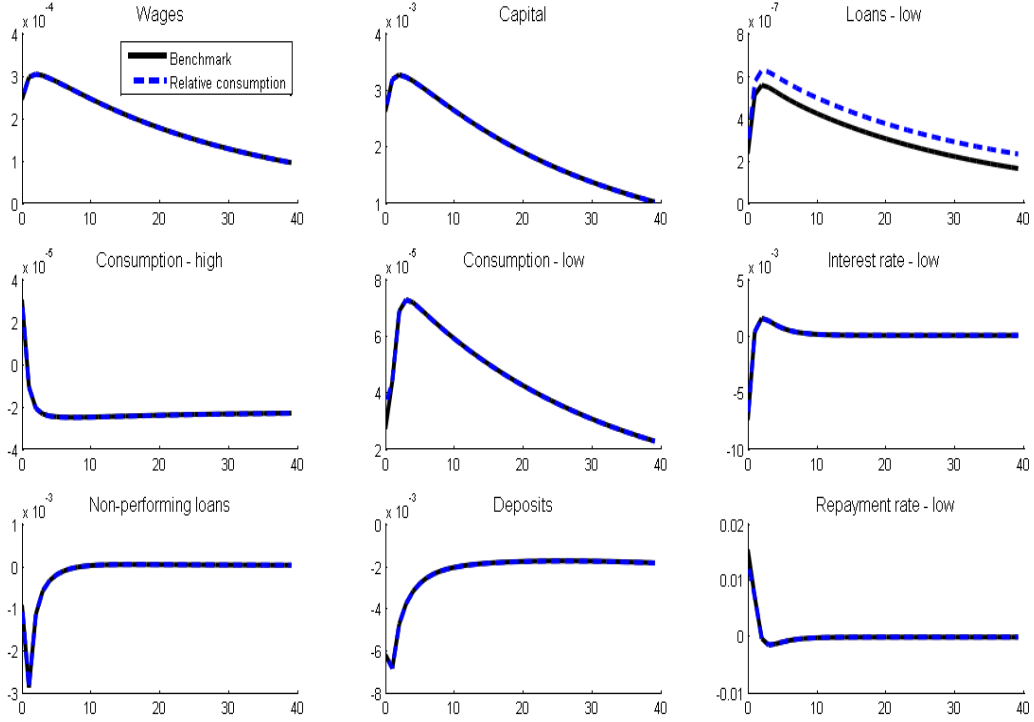 Wages
x 10^-4
4
3
2
1
0
0 10 20 30 40
Benchmark
Relative consumption
Capital
x 10^-3
4
3
2
1
0 10 20 30 40
Loans - low
x 10^-7
8
6
4
2
0
0 10 20 30 40
Consumption - high
x 10^-5
4
2
0
-2
-4
0 10 20 30 40
Consumption - low
x 10^-5
8
6
4
2
0 10 20 30 40
Interest rate - low
x 10^-3
5
0
-5
-10
0 10 20 30 40
Non-performing loans
x 10^-3
1
0
-1
-2
-3
0 10 20 30 40
Deposits
x 10^-3
0
-2
-4
-6
-8
0 10 20 30 40
Repayment rate - low
0.02
0.01
0
-0.01
0 10 20 30 40